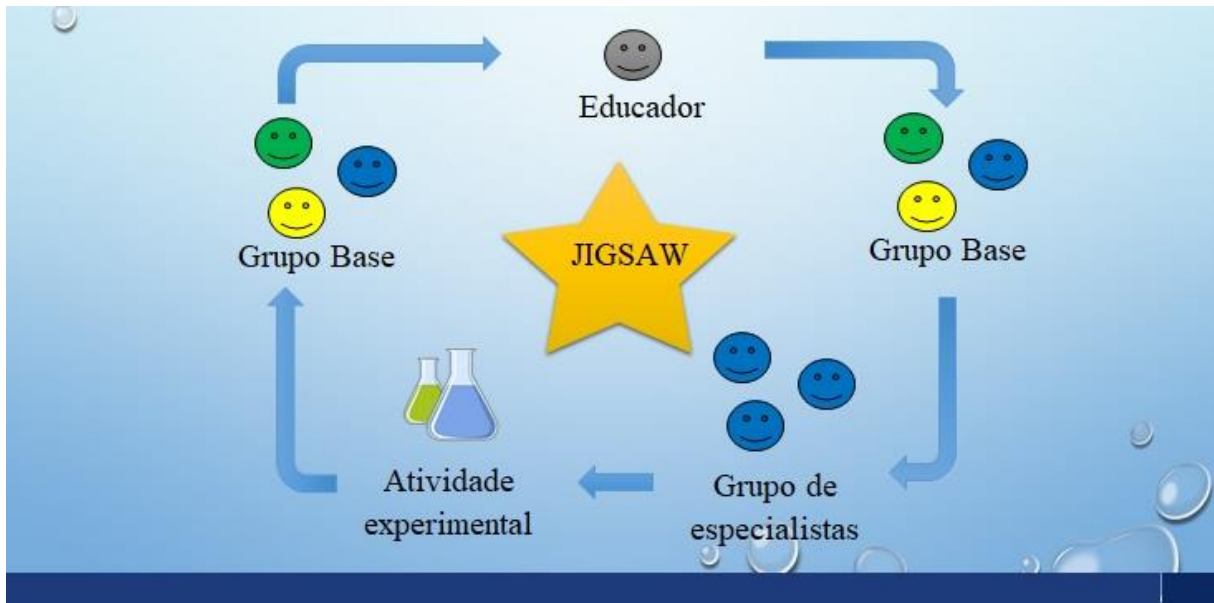 Educador
Grupo Base
Grupo Base
JIGSAW
Atividade
experimental
Grupo de
especialistas